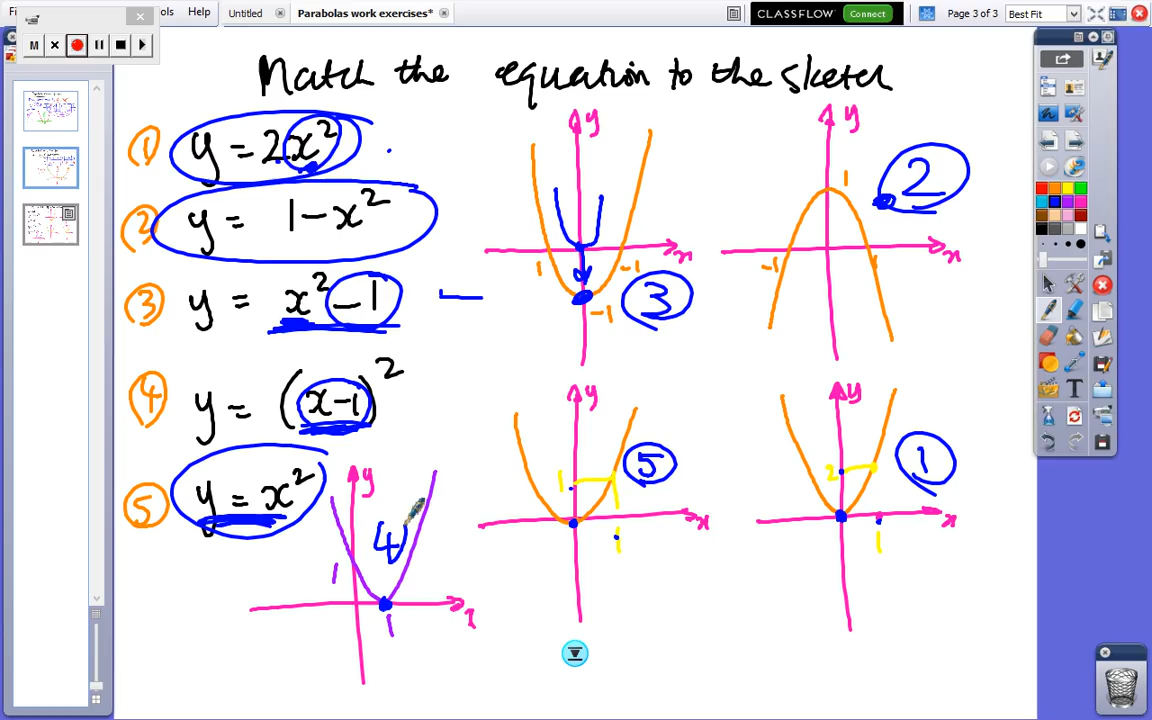 Tools Help
Untitled
Parabolas work exercises*
CLASSFLOW Connect
Page 3 of 3
Best Fit
M
Match the equation to the sketch
① y = 2x²
② y = 1 - x²
③ y = x² - 1
④ y = (x-1)²
⑤ y = x²
y
x
1
-1
-1
3
y
x
1
-1
1
2
y
x
1
1
4
y
x
1
1
5
y
x
2
1
1
T